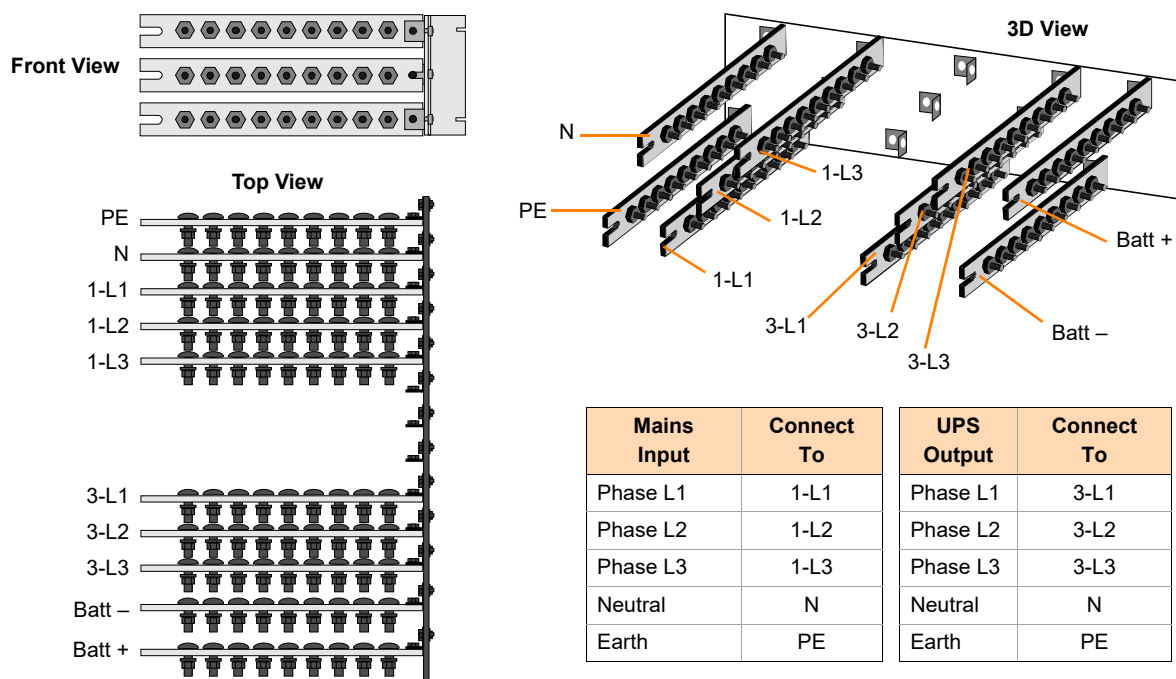 Front View
Top View
PE
N
1-L1
1-L2
1-L3
3-L1
3-L2
3-L3
Batt –
Batt +
3D View
N
PE
1-L3
1-L2
1-L1
3-L1
3-L2
3-L3
Batt +
Batt –
Mains Input Connect To
Phase L1 1-L1
Phase L2 1-L2
Phase L3 1-L3
Neutral N
Earth PE
UPS Output Connect To
Phase L1 3-L1
Phase L2 3-L2
Phase L3 3-L3
Neutral N
Earth PE